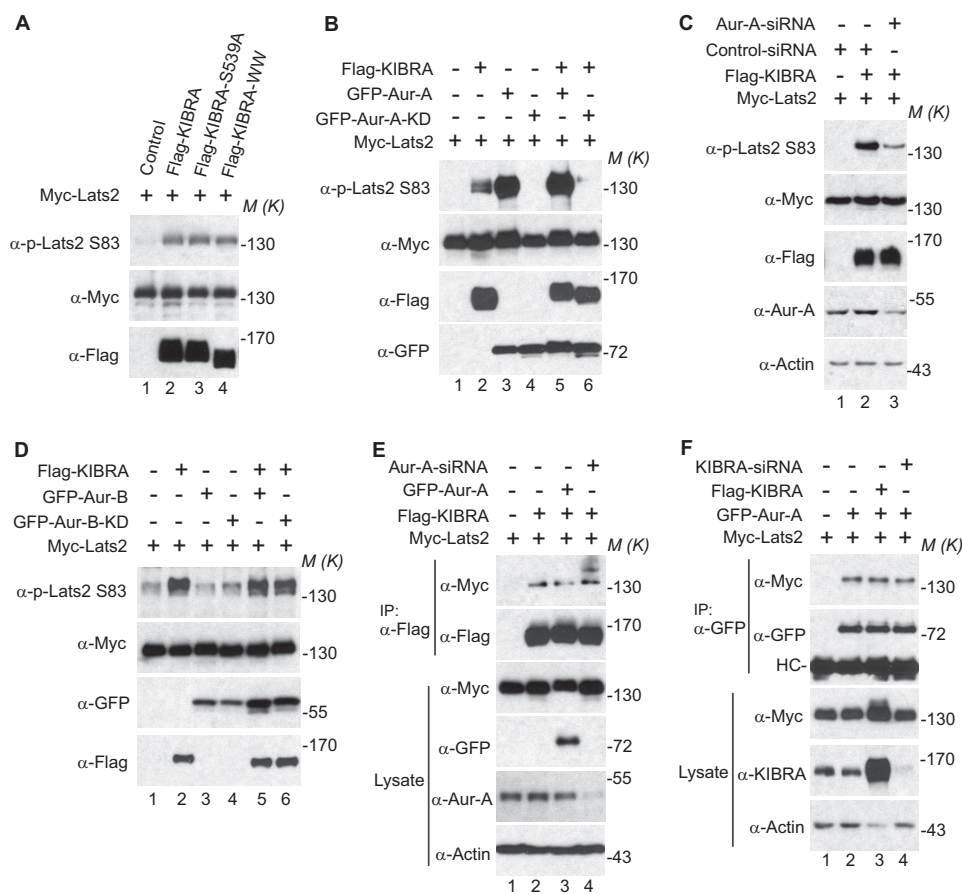 A
Control
Flag-KIBRA
Flag-KIBRA-S539A
Flag-KIBRA-WW
Myc-Lats2 + + + +
M (K)
α-p-Lats2 S83 -130
α-Myc -130
α-Flag -170
1 2 3 4
B
Flag-KIBRA - + - - + +
GFP-Aur-A - - + - + -
GFP-Aur-A-KD - - - + - +
Myc-Lats2 + + + + + +
M (K)
α-p-Lats2 S83 -130
α-Myc -130
α-Flag -170
α-GFP -72
1 2 3 4 5 6
C
Aur-A-siRNA - - +
Control-siRNA + + -
Flag-KIBRA - + +
Myc-Lats2 + + +
M (K)
α-p-Lats2 S83 -130
α-Myc -130
α-Flag -170
α-Aur-A -55
α-Actin -43
1 2 3
D
Flag-KIBRA - + - - + +
GFP-Aur-B - - + - + -
GFP-Aur-B-KD - - - + - +
Myc-Lats2 + + + + + +
M (K)
α-p-Lats2 S83 -130
α-Myc -130
α-GFP -55
α-Flag -170
1 2 3 4 5 6
E
Aur-A-siRNA - - - +
GFP-Aur-A - - + -
Flag-KIBRA - + + +
Myc-Lats2 + + + +
M (K)
IP:
α-Flag
α-Myc -130
α-Flag -170
Lysate
α-Myc -130
α-GFP -72
α-Aur-A -55
α-Actin -43
1 2 3 4
F
KIBRA-siRNA - - - +
Flag-KIBRA - - + -
GFP-Aur-A - + + +
Myc-Lats2 + + + +
M (K)
IP:
α-GFP
α-Myc -130
α-GFP -72
HC-
Lysate
α-Myc -130
α-KIBRA -170
α-Actin -43
1 2 3 4